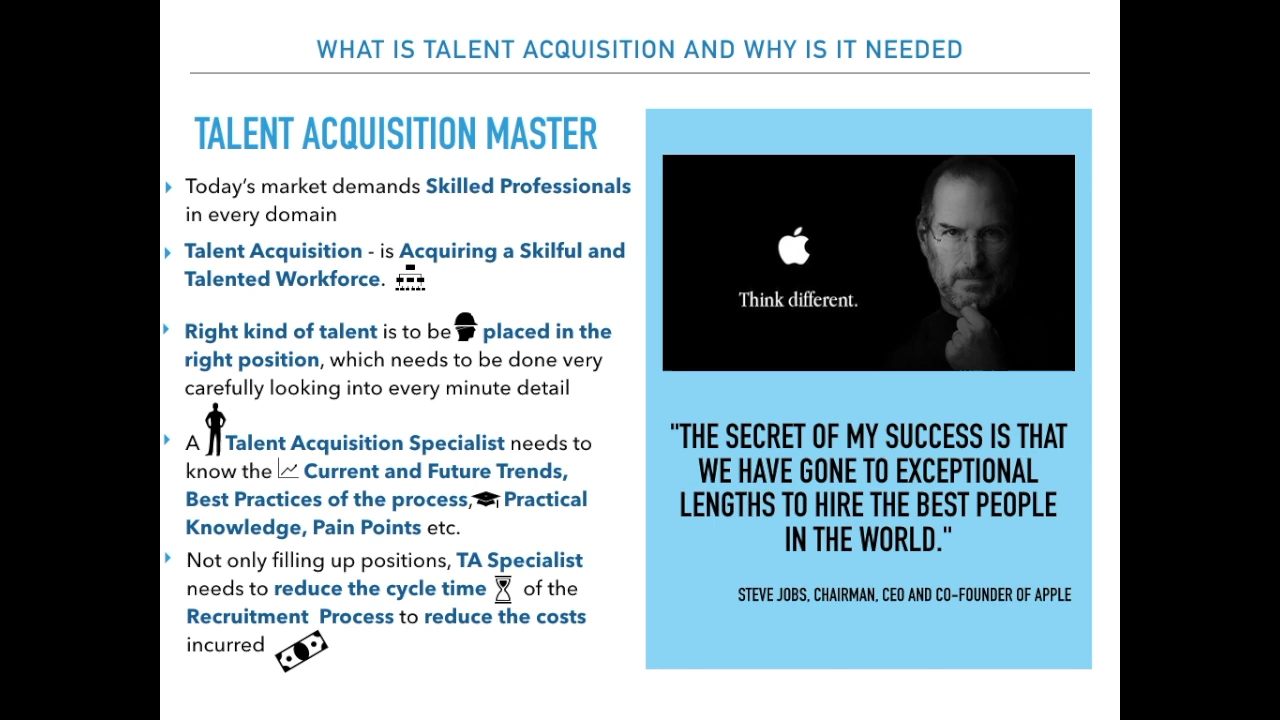 WHAT IS TALENT ACQUISITION AND WHY IS IT NEEDED
TALENT ACQUISITION MASTER
Today's market demands Skilled Professionals
in every domain
Talent Acquisition - is Acquiring a Skilful and
Talented Workforce.
Right kind of talent is to be placed in the
right position, which needs to be done very
carefully looking into every minute detail
A Talent Acquisition Specialist needs to
know the Current and Future Trends,
Best Practices of the process, Practical
Knowledge, Pain Points etc.
Not only filling up positions, TA Specialist
needs to reduce the cycle time of the
Recruitment Process to reduce the costs
incurred
Think different.
"THE SECRET OF MY SUCCESS IS THAT
WE HAVE GONE TO EXCEPTIONAL
LENGTHS TO HIRE THE BEST PEOPLE
IN THE WORLD."
STEVE JOBS, CHAIRMAN, CEO AND CO-FOUNDER OF APPLE